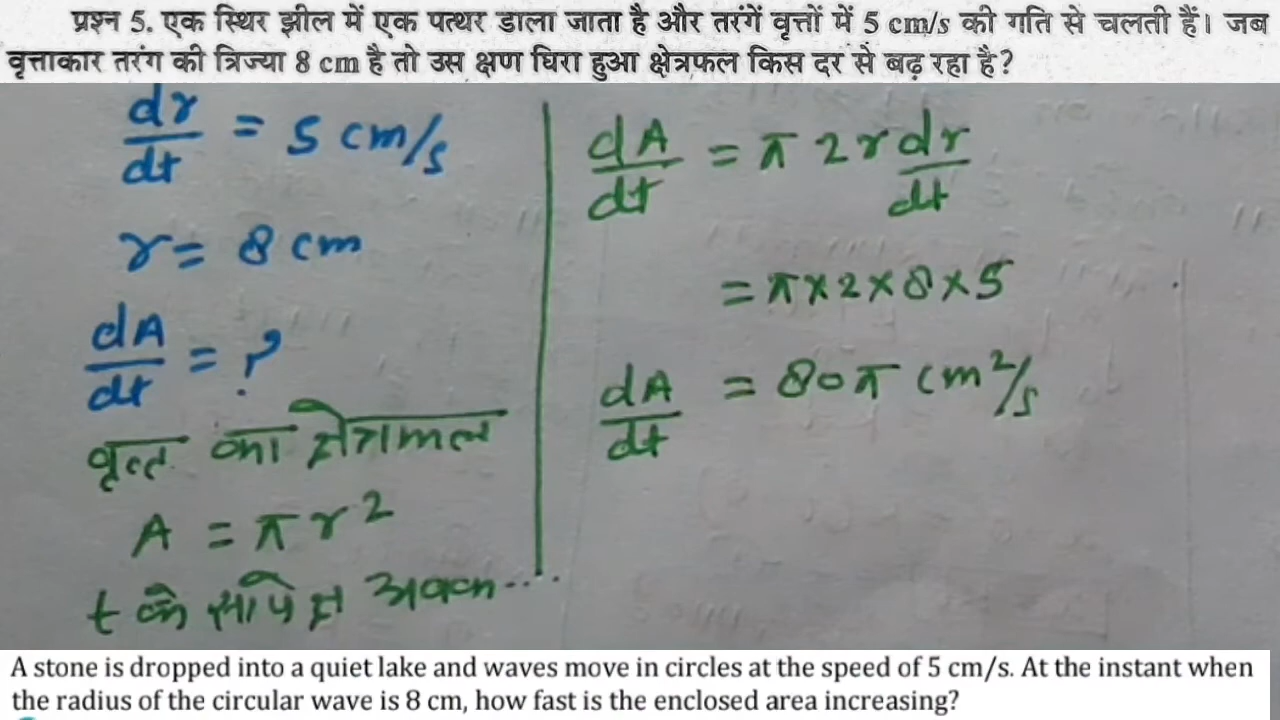 प्रश्न 5. एक स्थिर झील में एक पत्थर डाला जाता है और तरंगें वृत्तों में 5 cm/s की गति से चलती हैं। जब
वृत्ताकार तरंग की त्रिज्या 8 cm है तो उस क्षण घिरा हुआ क्षेत्रफल किस दर से बढ़ रहा है?
dr/dt = 5 cm/s
r = 8 cm
dA/dt = ?
वृत्त का क्षेत्रफल
A = π r²
t के सापेक्ष अवक.....
dA/dt = π 2 r dr/dt
= π × 2 × 8 × 5
dA/dt = 80 π cm²/s
A stone is dropped into a quiet lake and waves move in circles at the speed of 5 cm/s. At the instant when
the radius of the circular wave is 8 cm, how fast is the enclosed area increasing?